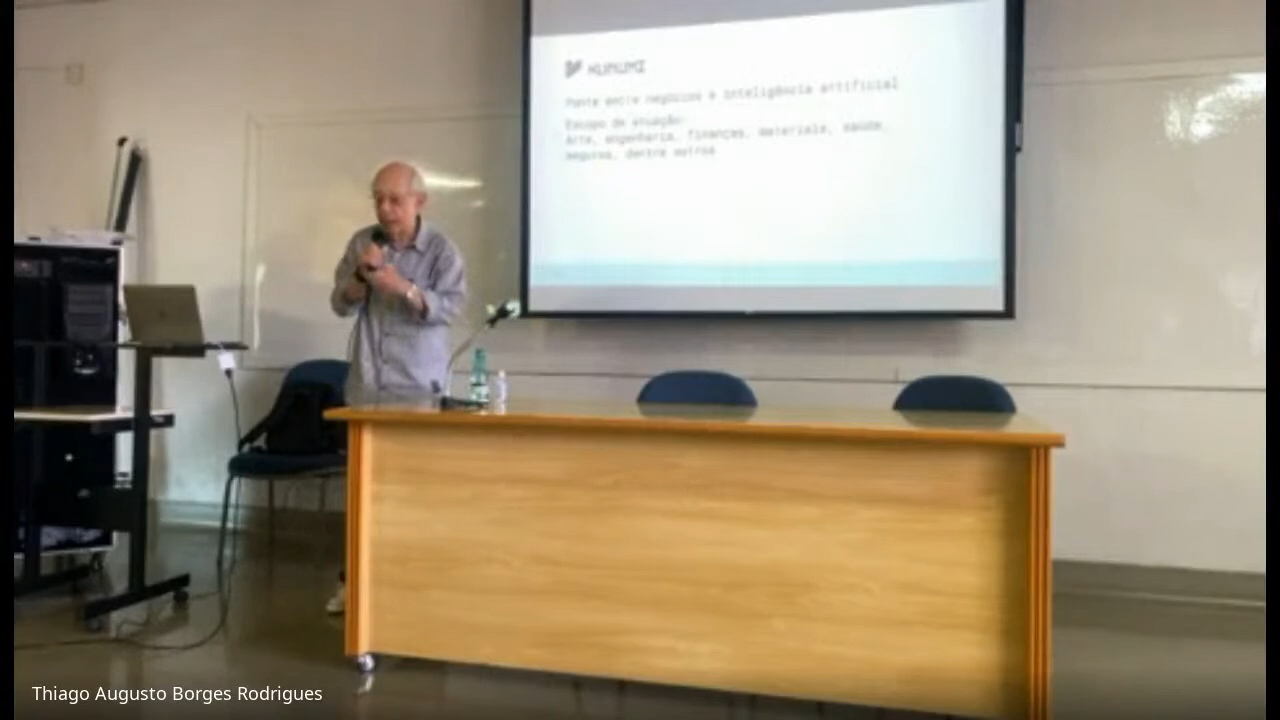 KUNUMI
Ponte entre negócios e inteligência artificial
Escopo de atuação:
Arte, engenharia, finanças, materiais, saúde,
seguros, dentre outros
Thiago Augusto Borges Rodrigues